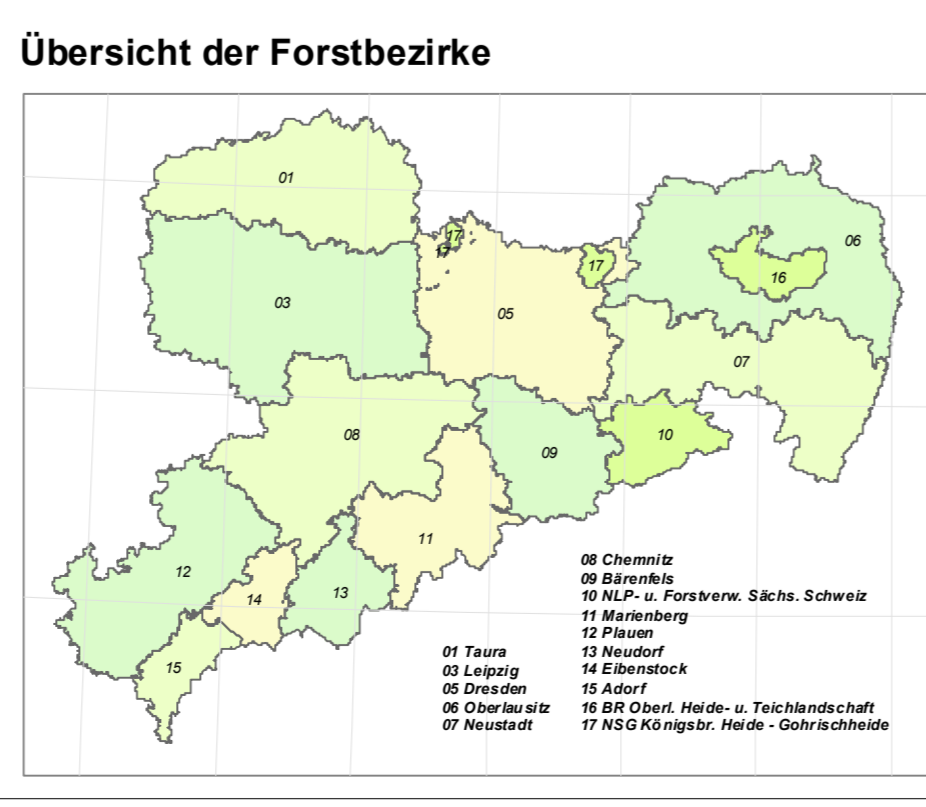 Übersicht der Forstbezirke
01
17
17
06
17
16
03
05
07
08
10
09
11
12
13
14
15
08 Chemnitz
09 Bärenfels
10 NLP- u. Forstverw. Sächs. Schweiz
11 Marienberg
12 Plauen
01 Taura
13 Neudorf
03 Leipzig
14 Eibenstock
05 Dresden
15 Adorf
06 Oberlausitz
16 BR Oberl. Heide- u. Teichlandschaft
07 Neustadt
17 NSG Königsbr. Heide - Gohrischheide